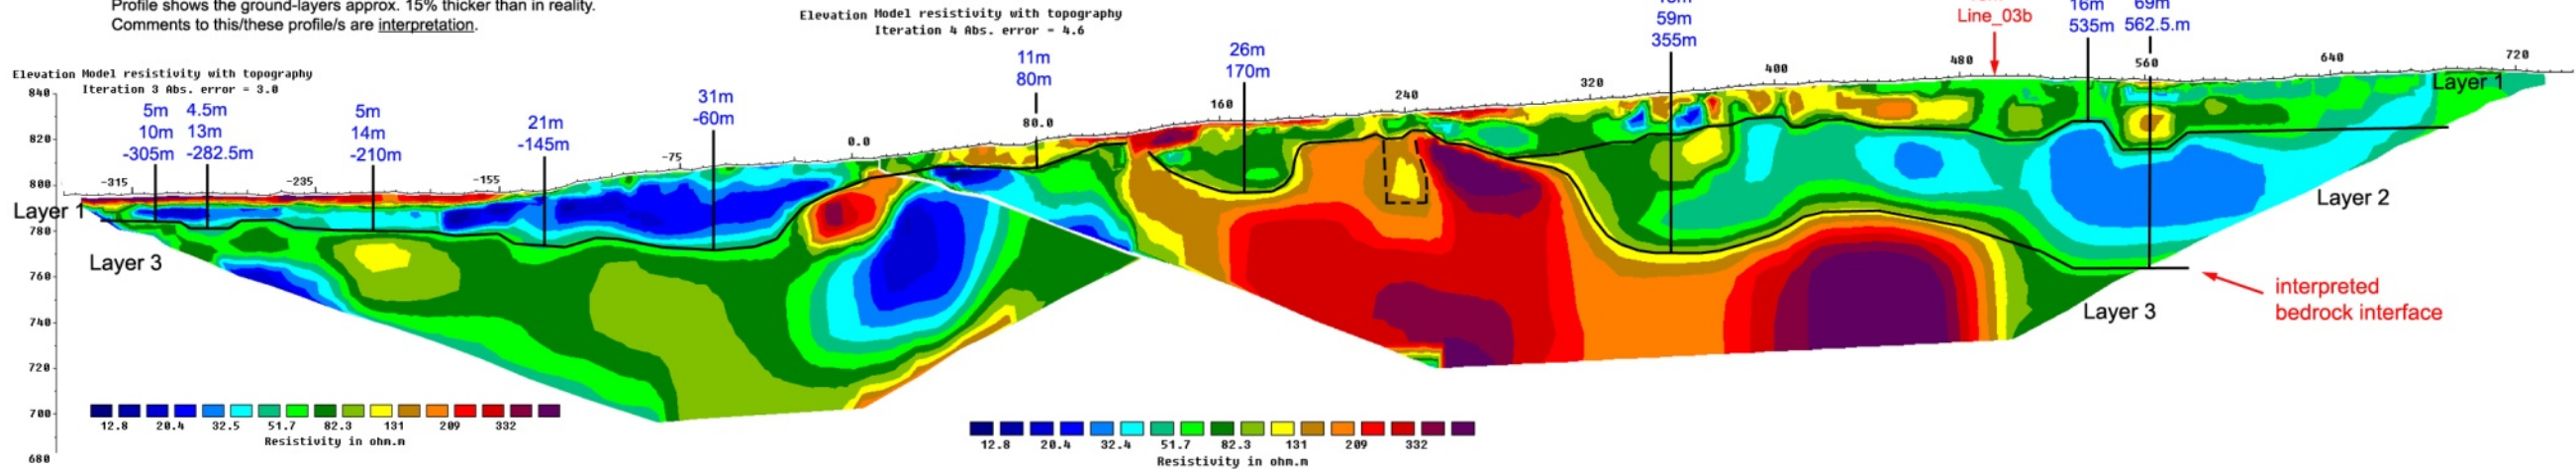 Profile shows the ground-layers approx. 15% thicker than in reality.
Comments to this/these profile/s are interpretation.
Elevation Model resistivity with topography
Iteration 4 Abs. error = 4.6
Elevation Model resistivity with topography
Iteration 3 Abs. error = 3.0
5m
10m
-305m
4.5m
13m
-282.5m
5m
14m
-210m
21m
-145m
31m
-60m
11m
80m
26m
170m
59m
355m
Line_03b
16m
535m
69m
562.5.m
840
820
800
780
760
740
720
700
680
-315
-235
-155
-75
0.0
80.0
160
240
320
400
480
560
640
720
Layer 1
Layer 3
Layer 1
Layer 2
Layer 3
interpreted
bedrock interface
12.8 20.4 32.5 51.7 82.3 131 209 332
Resistivity in ohm.m
12.8 20.4 32.4 51.7 82.3 131 209 332
Resistivity in ohm.m